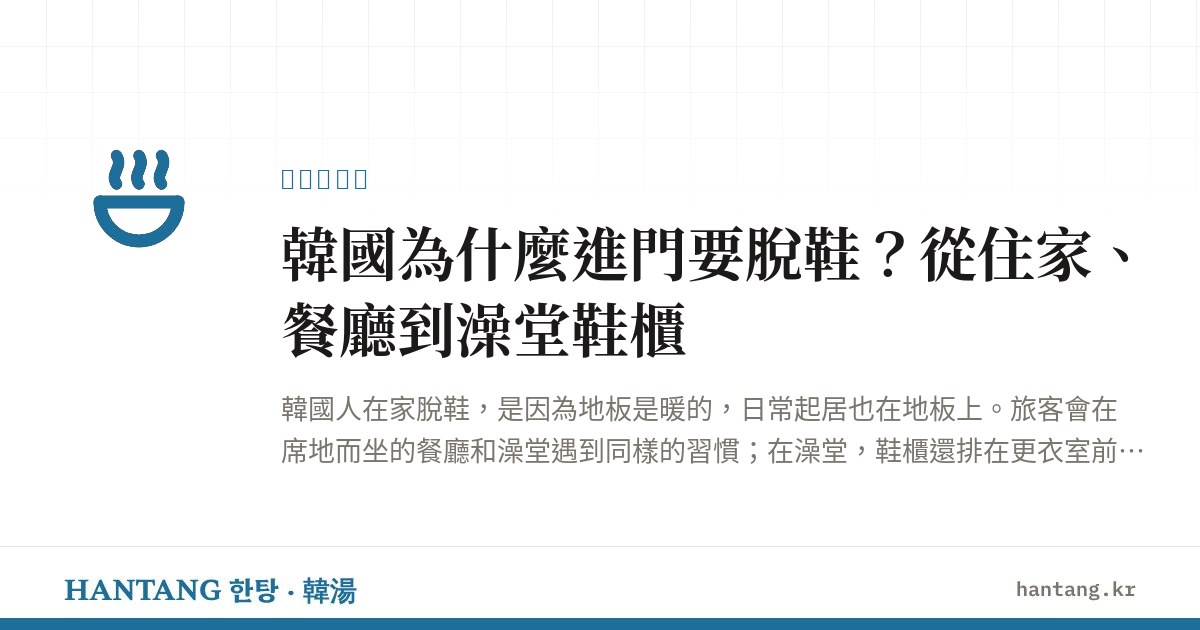 韓國為什麼進門要脫鞋？從住家、
餐廳到澡堂鞋櫃
韓國人在家脫鞋，是因為地板是暖的，日常起居也在地板上。旅客會在
席地而坐的餐廳和澡堂遇到同樣的習慣；在澡堂，鞋櫃還排在更衣室前…
HANTANG 한탕 · 韓湯
hantang.kr